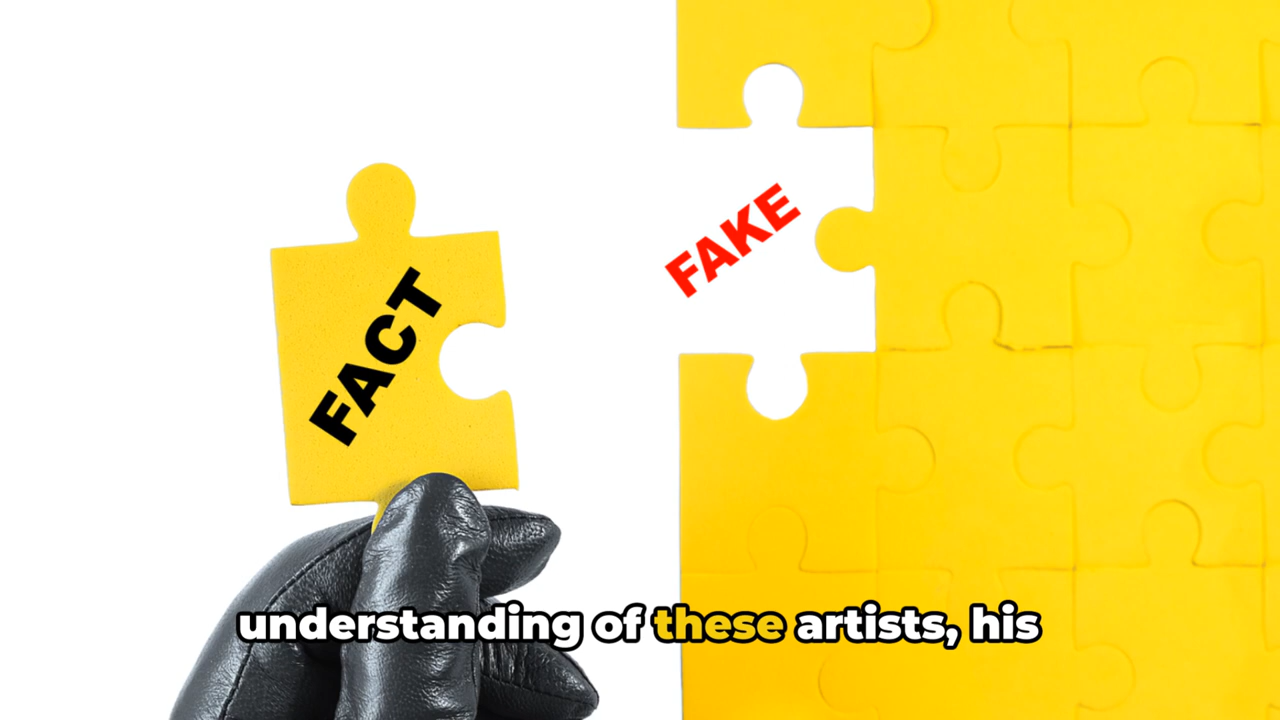 FACT
FAKE
understanding of these artists, his